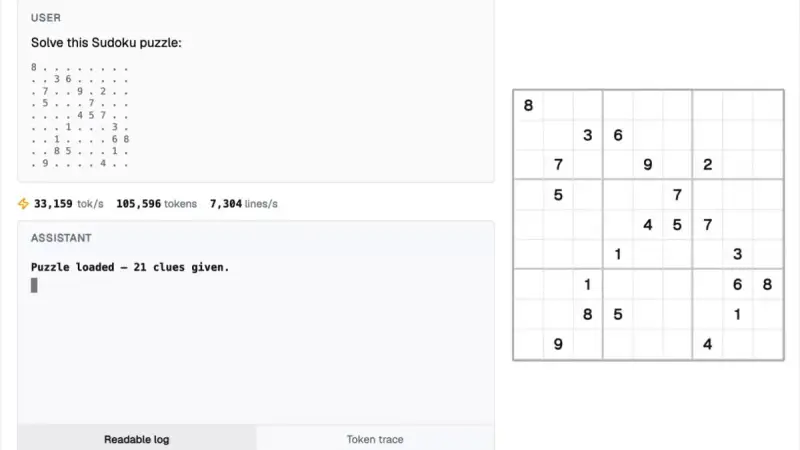 USER
Solve this Sudoku puzzle:
8 . . . . . . . .
. . 3 6 . . . . .
. 7 . . 9 . 2 . .
. 5 . . . 7 . . .
. . . . 4 5 7 . .
. . . 1 . . . 3 .
. . 1 . . . . 6 8
. . 8 5 . . . 1 .
. 9 . . . . 4 . .
33,159 tok/s 105,596 tokens 7,304 lines/s
ASSISTANT
Puzzle loaded — 21 clues given.
Readable log
Token trace
8
3 6
7 9 2
5 7
4 5 7
1 3
1 6 8
8 5 1
9 4